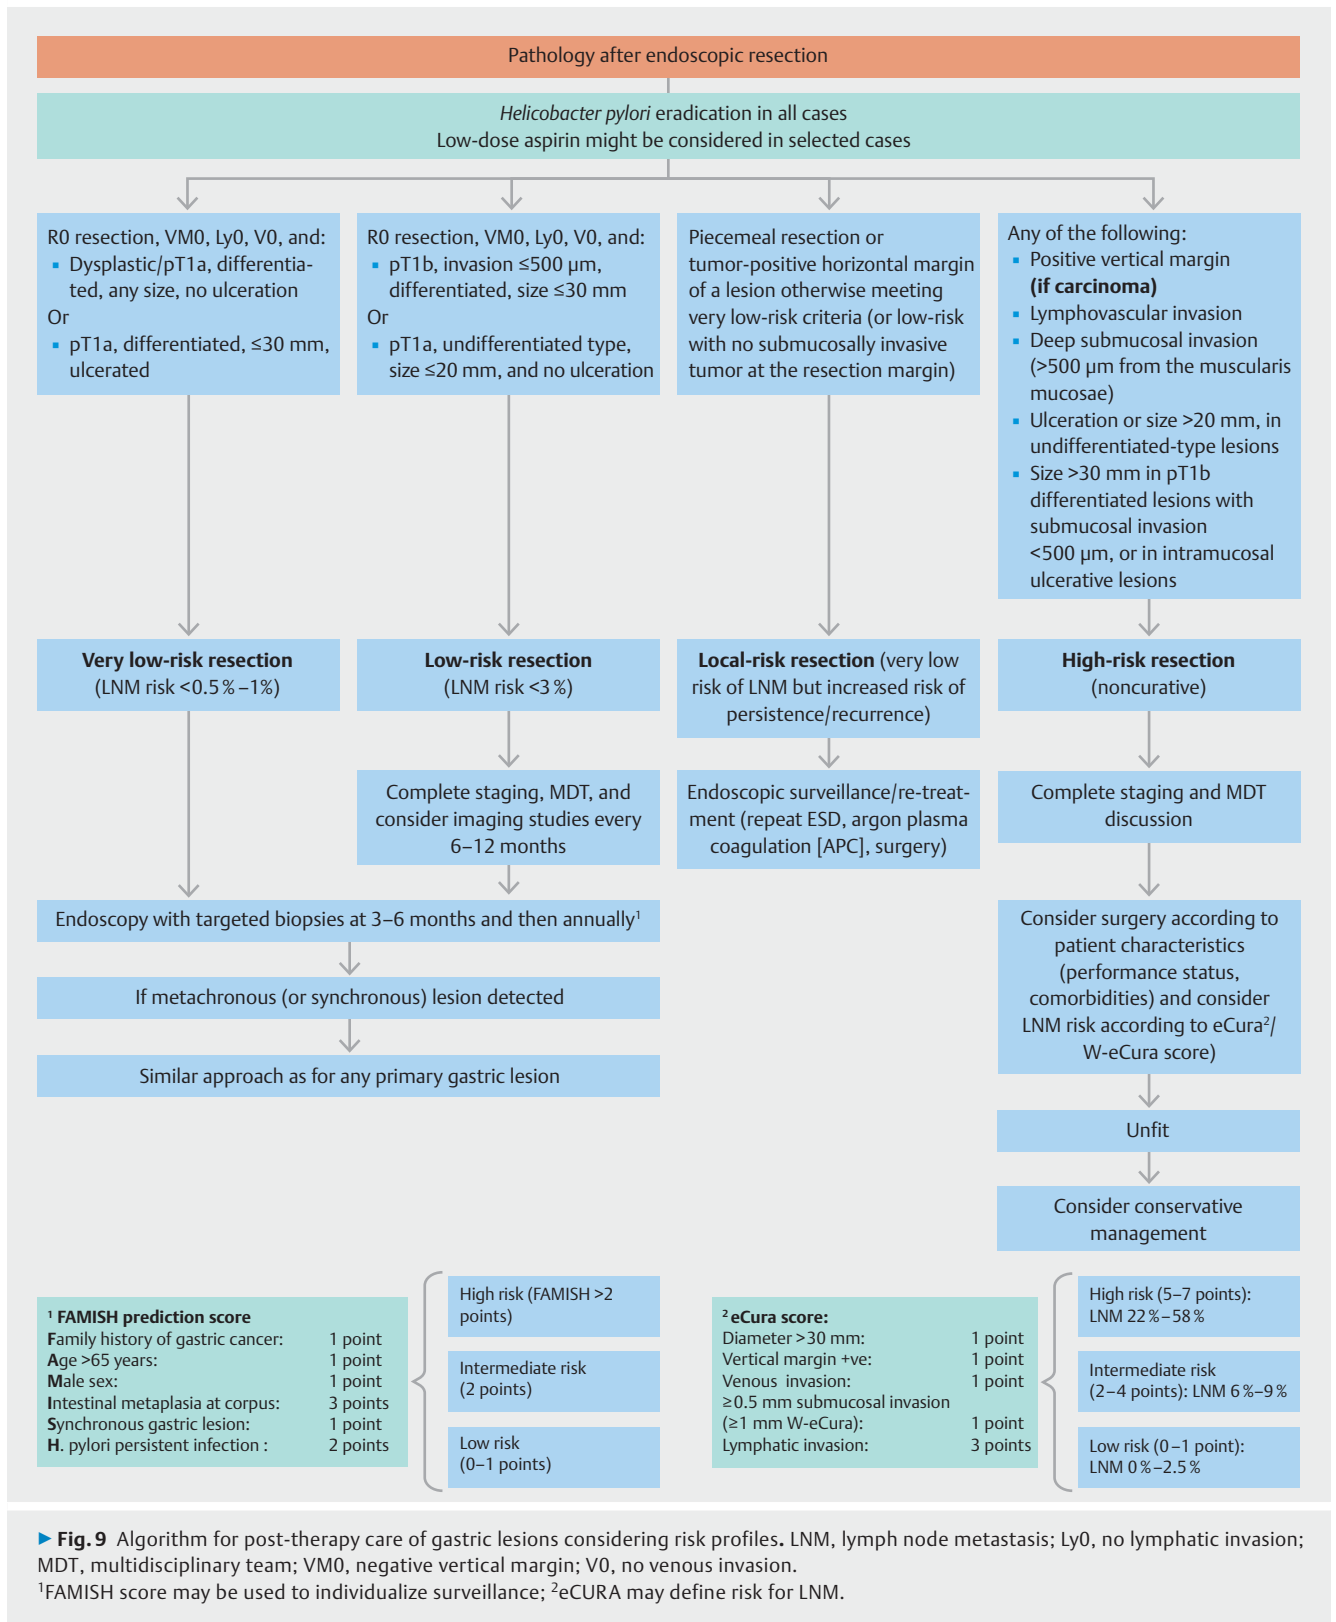 Pathology after endoscopic resection
Helicobacter pylori eradication in all cases
Low-dose aspirin might be considered in selected cases
R0 resection, VM0, Ly0, V0, and:
▪ Dysplastic/pT1a, differentia-
ted, any size, no ulceration
Or
▪ pT1a, differentiated, ≤30 mm,
ulcerated
R0 resection, VM0, Ly0, V0, and:
▪ pT1b, invasion ≤500 µm,
differentiated, size ≤30 mm
Or
▪ pT1a, undifferentiated type,
size ≤20 mm, and no ulceration
Piecemeal resection or
tumor-positive horizontal margin
of a lesion otherwise meeting
very low-risk criteria (or low-risk
with no submucosally invasive
tumor at the resection margin)
Any of the following:
▪ Positive vertical margin
(if carcinoma)
▪ Lymphovascular invasion
▪ Deep submucosal invasion
(>500 µm from the muscularis
mucosae)
▪ Ulceration or size >20 mm, in
undifferentiated-type lesions
▪ Size >30 mm in pT1b
differentiated lesions with
submucosal invasion
<500 µm, or in intramucosal
ulcerative lesions
Very low-risk resection
(LNM risk <0.5%–1%)
Low-risk resection
(LNM risk <3%)
Local-risk resection (very low
risk of LNM but increased risk of
persistence/recurrence)
High-risk resection
(noncurative)
Complete staging, MDT, and
consider imaging studies every
6–12 months
Endoscopic surveillance/re-treat-
ment (repeat ESD, argon plasma
coagulation [APC], surgery)
Complete staging and MDT
discussion
Endoscopy with targeted biopsies at 3–6 months and then annually¹
If metachronous (or synchronous) lesion detected
Similar approach as for any primary gastric lesion
Consider surgery according to
patient characteristics
(performance status,
comorbidities) and consider
LNM risk according to eCura²/
W-eCura score)
Unfit
Consider conservative
management
¹ FAMISH prediction score
Family history of gastric cancer: 1 point
Age >65 years: 1 point
Male sex: 1 point
Intestinal metaplasia at corpus: 3 points
Synchronous gastric lesion: 1 point
H. pylori persistent infection : 2 points
High risk (FAMISH >2
points)
Intermediate risk
(2 points)
Low risk
(0–1 points)
² eCura score:
Diameter >30 mm: 1 point
Vertical margin +ve: 1 point
Venous invasion: 1 point
≥0.5 mm submucosal invasion
(≥1 mm W-eCura): 1 point
Lymphatic invasion: 3 points
High risk (5–7 points):
LNM 22%–58%
Intermediate risk
(2–4 points): LNM 6%–9%
Low risk (0–1 point):
LNM 0%–2.5%
▶ Fig. 9 Algorithm for post-therapy care of gastric lesions considering risk profiles. LNM, lymph node metastasis; Ly0, no lymphatic invasion;
MDT, multidisciplinary team; VM0, negative vertical margin; V0, no venous invasion.
¹FAMISH score may be used to individualize surveillance; ²eCURA may define risk for LNM.